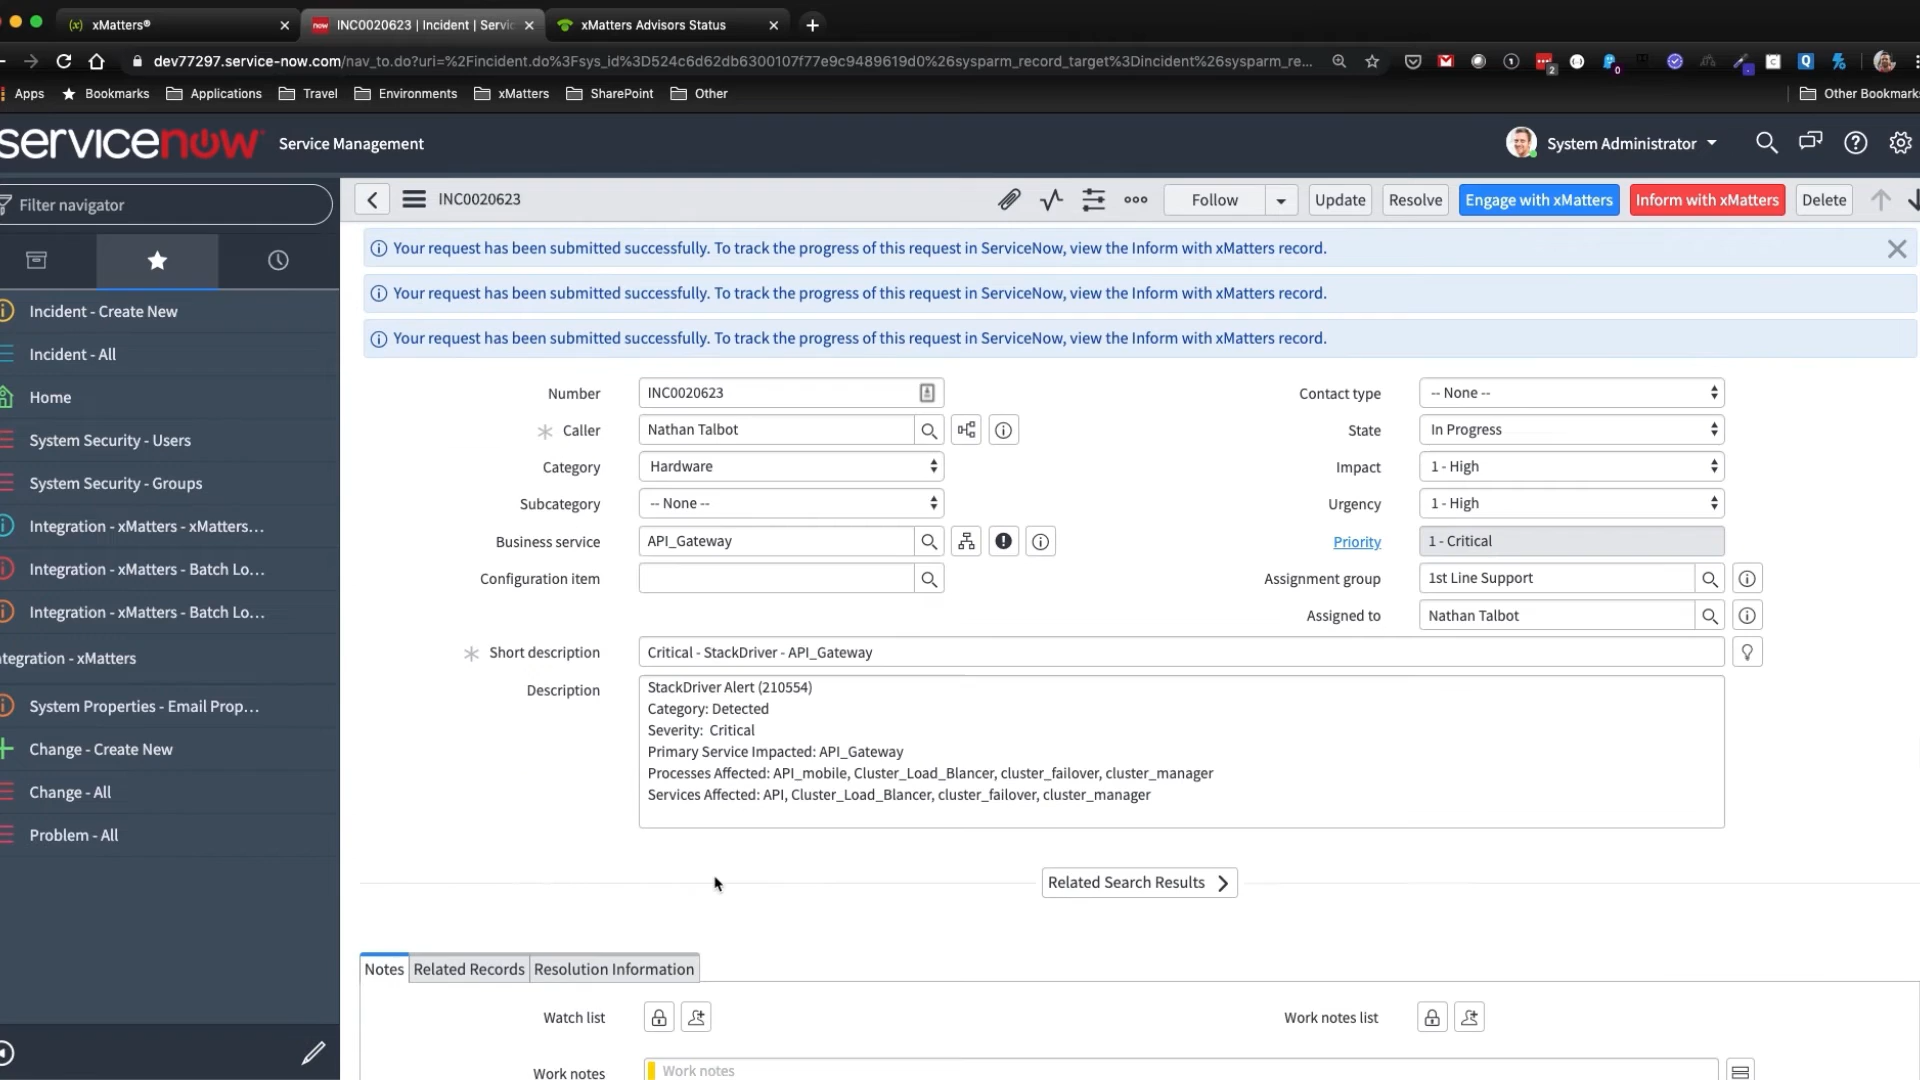 xMatters®
INC0020623 | Incident | Servic
xMatters Advisors Status
dev77297.service-now.com/nav_to.do?uri=%2Fincident.do%3Fsys_id%3D524c6d62db6300107f77e9c9489619d0%26sysparm_record_target%3Dincident%26sysparm_re...
Apps
Bookmarks
Applications
Travel
Environments
xMatters
SharePoint
Other
Other Bookmark
servicenow
Service Management
System Administrator
Filter navigator
INC0020623
Follow
Update
Resolve
Engage with xMatters
Inform with xMatters
Delete
Your request has been submitted successfully. To track the progress of this request in ServiceNow, view the Inform with xMatters record.
Your request has been submitted successfully. To track the progress of this request in ServiceNow, view the Inform with xMatters record.
Your request has been submitted successfully. To track the progress of this request in ServiceNow, view the Inform with xMatters record.
Incident - Create New
Incident - All
Home
System Security - Users
System Security - Groups
Integration - xMatters - xMatters...
Integration - xMatters - Batch Lo...
Integration - xMatters - Batch Lo...
ntegration - xMatters
System Properties - Email Prop...
Change - Create New
Change - All
Problem - All
Number INC0020623
Caller Nathan Talbot
Category Hardware
Subcategory -- None --
Business service API_Gateway
Configuration item
Contact type -- None --
State In Progress
Impact 1 - High
Urgency 1 - High
Priority 1 - Critical
Assignment group 1st Line Support
Assigned to Nathan Talbot
Short description Critical - StackDriver - API_Gateway
Description
StackDriver Alert (210554)
Category: Detected
Severity:  Critical
Primary Service Impacted: API_Gateway
Processes Affected: API_mobile, Cluster_Load_Blancer, cluster_failover, cluster_manager
Services Affected: API, Cluster_Load_Blancer, cluster_failover, cluster_manager
Related Search Results
Notes
Related Records
Resolution Information
Watch list
Work notes list
Work notes
Work notes